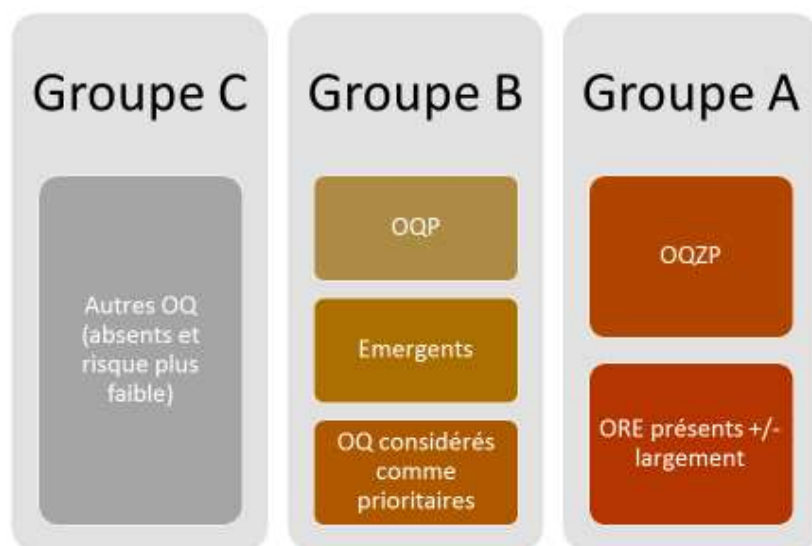 Groupe C
Autres OQ
(absents et
risque plus
faible)
Groupe B
OQP
Emergents
OQ considérés
comme
prioritaires
Groupe A
OQZP
ORE présents +/-
largement